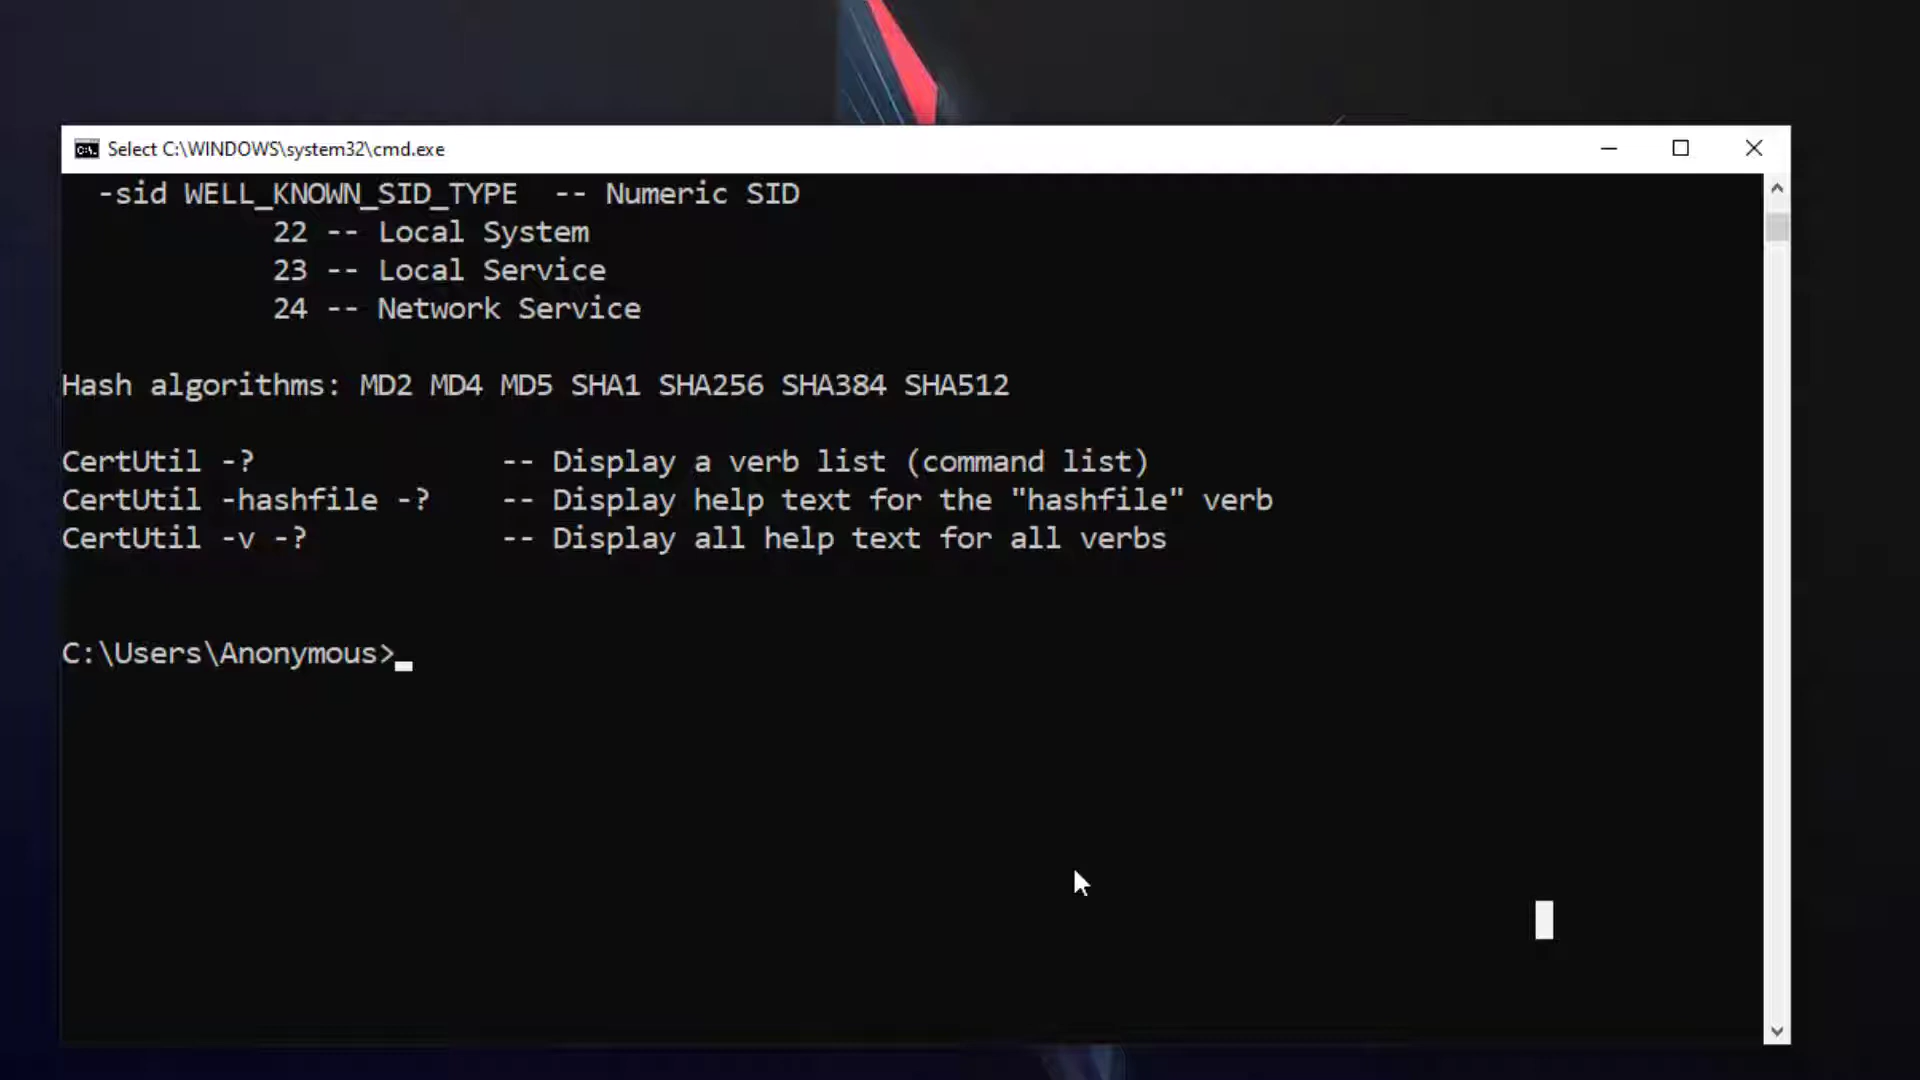 Select C:\WINDOWS\system32\cmd.exe
-sid WELL_KNOWN_SID_TYPE -- Numeric SID
22 -- Local System
23 -- Local Service
24 -- Network Service
Hash algorithms: MD2 MD4 MD5 SHA1 SHA256 SHA384 SHA512
CertUtil -? -- Display a verb list (command list)
CertUtil -hashfile -? -- Display help text for the "hashfile" verb
CertUtil -v -? -- Display all help text for all verbs
C:\Users\Anonymous>